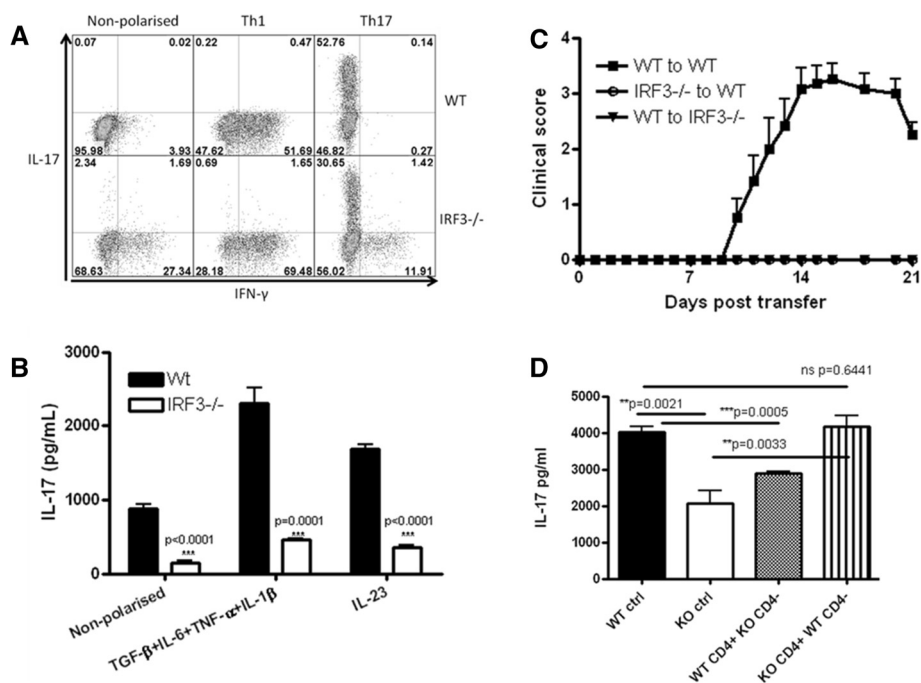 A
Non-polarised Th1 Th17
0.07 0.02 0.22 0.47 52.76 0.14
WT
95.98 3.93 47.62 51.69 46.82 0.27
IL-17
2.34 1.69 0.69 1.65 30.65 1.42
IRF3-/-
68.63 27.34 28.18 69.48 56.02 11.91
IFN-γ
B
IL-17 (pg/mL)
3000
2000
1000
0
Wt
IRF3-/-
p<0.0001
***
p=0.0001
***
p<0.0001
***
Non-polarised
TGF-β+IL-6+TNF-α+IL-1β
IL-23
C
Clinical score
4
3
2
1
0
WT to WT
IRF3-/- to WT
WT to IRF3-/-
0 7 14 21
Days post transfer
D
IL-17 pg/ml
5000
4000
3000
2000
1000
0
ns p=0.6441
**p=0.0021
***p=0.0005
**p=0.0033
WT ctrl
KO ctrl
WT CD4+ KO CD4-
KO CD4+ WT CD4-